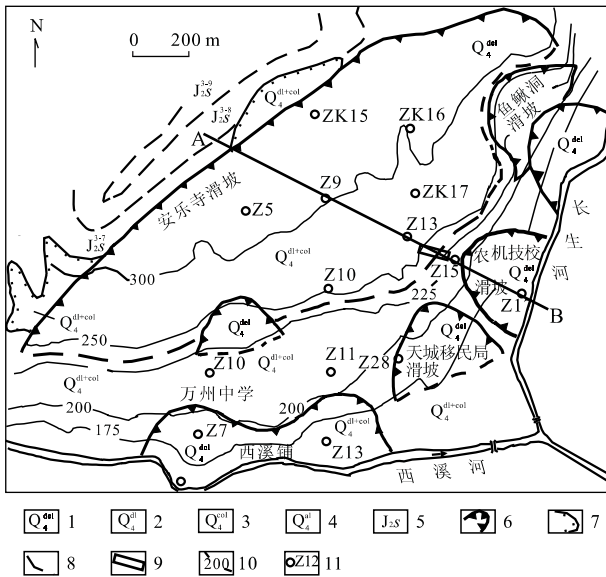 N
0 200 m
Q₄ᵈᵉˡ
J₂S³⁻⁹
J₂S³⁻⁸
Q₄ᵈˡ⁺ᶜᵒˡ
鱼鳅洞滑坡
ZK15
ZK16
A
Q₄ᵈᵉˡ
安乐寺滑坡
Z9
ZK17
Z5
长生河
J₂S³⁻⁷
Z13
300
Q₄ᵈˡ⁺ᶜᵒˡ
农机技校滑坡
Z15
Q₄ᵈᵉˡ
Z10
Z1
225
B
Q₄ᵈˡ⁺ᶜᵒˡ
250
Q₄ᵈᵉˡ
Q₄ᵈᵉˡ
天城移民局滑坡
Q₄ᵈˡ⁺ᶜᵒˡ
Q₄ᵈˡ⁺ᶜᵒˡ
Z10
Z11
Z28
万州中学
200
200
Q₄ᵈˡ⁺ᶜᵒˡ
Q₄ᵈˡ⁺ᶜᵒˡ
175
Z7
Q₄ᵈᵉˡ
西溪铺
Z13
西溪河
Q₄ᵈᵉˡ 1 Q₄ᵈˡ 2 Q₄ᶜᵒˡ 3 Q₄ᵃˡ 4 J₂S 5 6 7
8 9 200 10 Z12 11